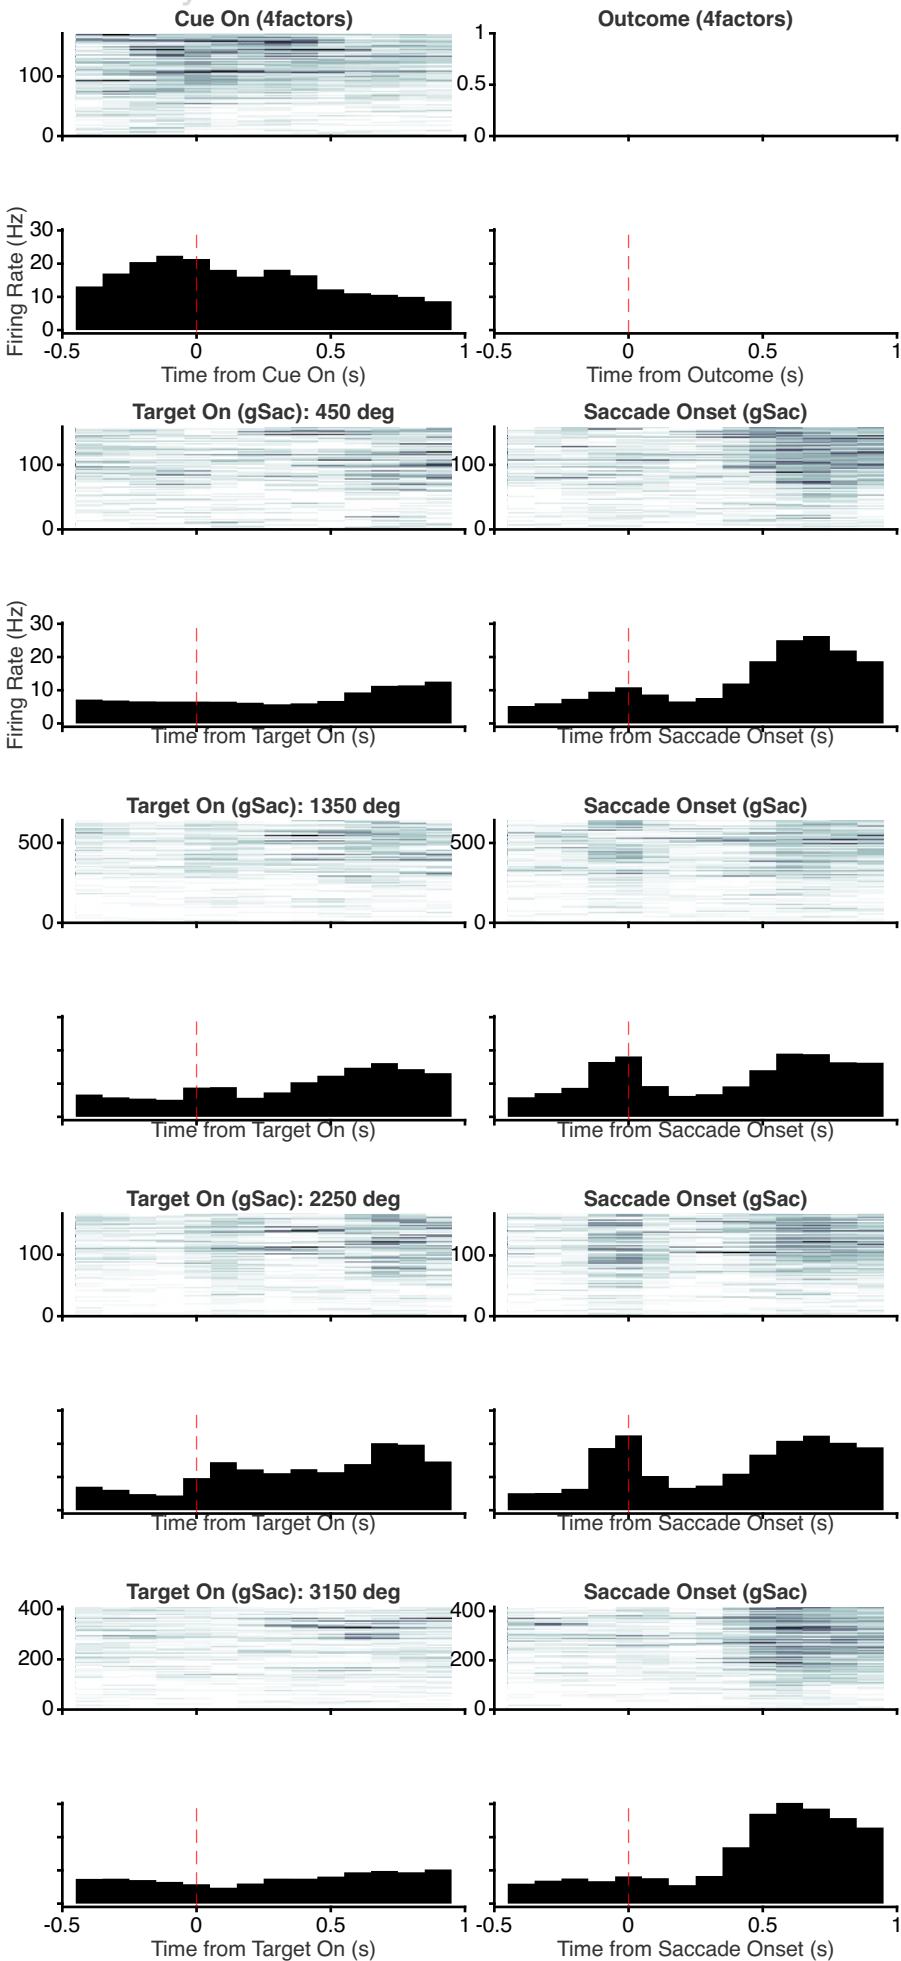 Cue On (4factors) Outcome (4factors)
100
0
1
0.5
0
Firing Rate (Hz)
30
20
10
0
-0.5 0 0.5 1
-0.5 0 0.5 1
Time from Cue On (s) Time from Outcome (s)
Target On (gSac): 450 deg Saccade Onset (gSac)
100
0
100
0
Firing Rate (Hz)
30
20
10
0
Time from Target On (s) Time from Saccade Onset (s)
Target On (gSac): 1350 deg Saccade Onset (gSac)
500
0
500
0
Time from Target On (s) Time from Saccade Onset (s)
Target On (gSac): 2250 deg Saccade Onset (gSac)
100
0
100
0
Time from Target On (s) Time from Saccade Onset (s)
Target On (gSac): 3150 deg Saccade Onset (gSac)
400
200
0
400
200
0
-0.5 0 0.5 1
-0.5 0 0.5 1
Time from Target On (s) Time from Saccade Onset (s)